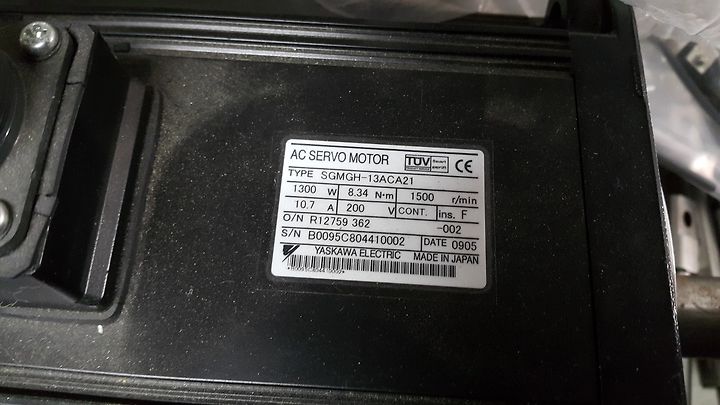 AC SERVO MOTOR TÜV CE
TYPE SGMGH-13ACA21
1300 W 8.34 N·m 1500 r/min
10.7 A 200 V CONT. ins. F
O/N R12759 362 -002
S/N B0095C804410002 DATE 0905
YASKAWA ELECTRIC MADE IN JAPAN